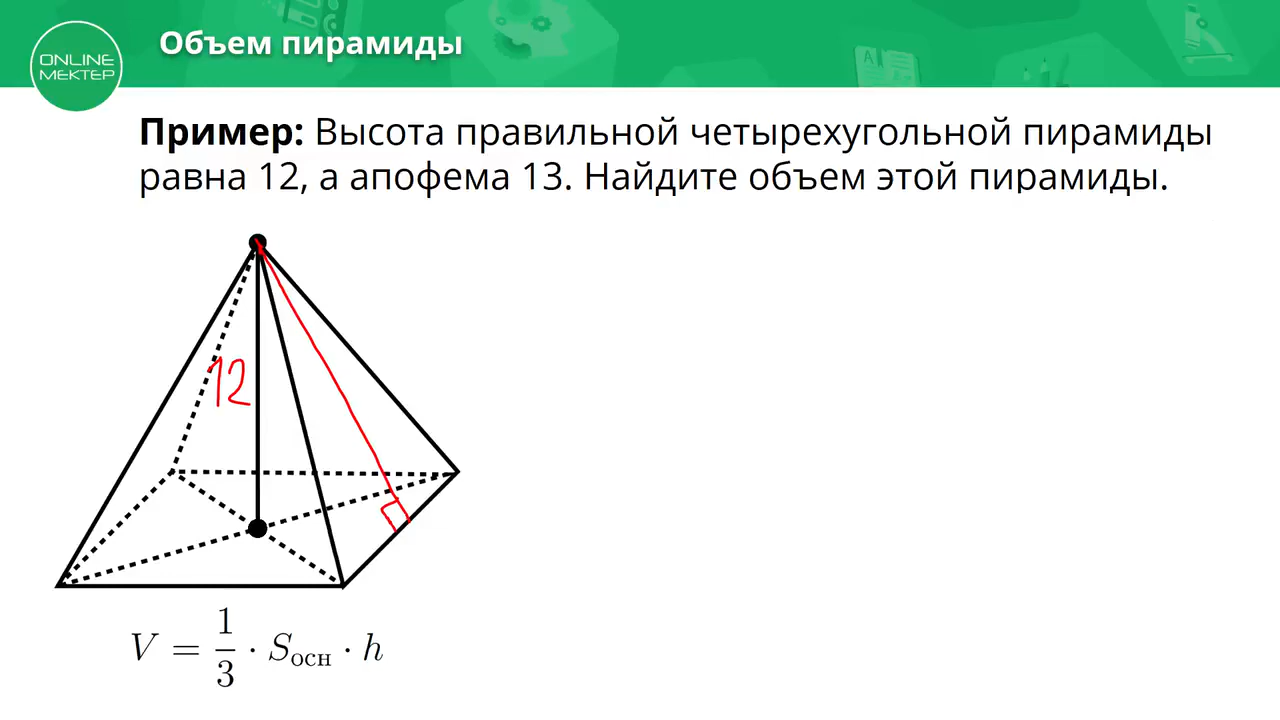 Объем пирамиды
ONLINE
МЕКТЕР
Пример: Высота правильной четырехугольной пирамиды
равна 12, а апофема 13. Найдите объем этой пирамиды.
12
V = 1/3 · Sосн · h